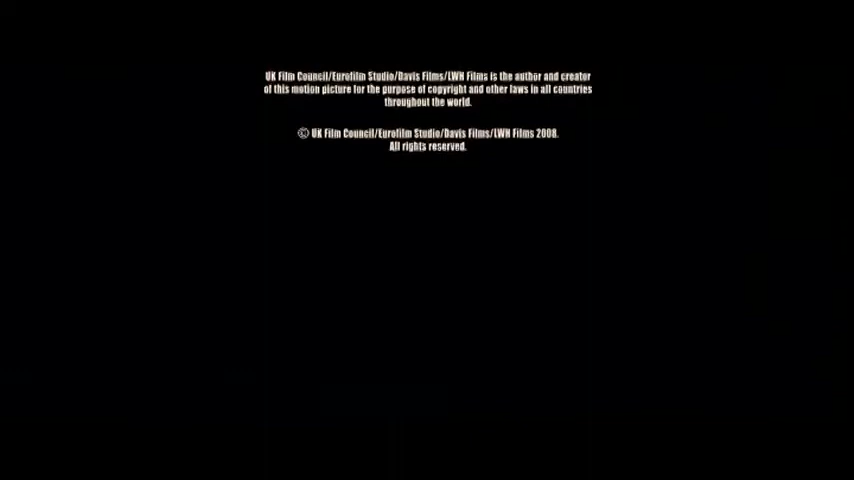 UK Film Council/Eurofilm Studio/Davis Films/LWH Films is the author and creator
of this motion picture for the purpose of copyright and other laws in all countries
throughout the world.
© UK Film Council/Eurofilm Studio/Davis Films/LWH Films 2008.
All rights reserved.